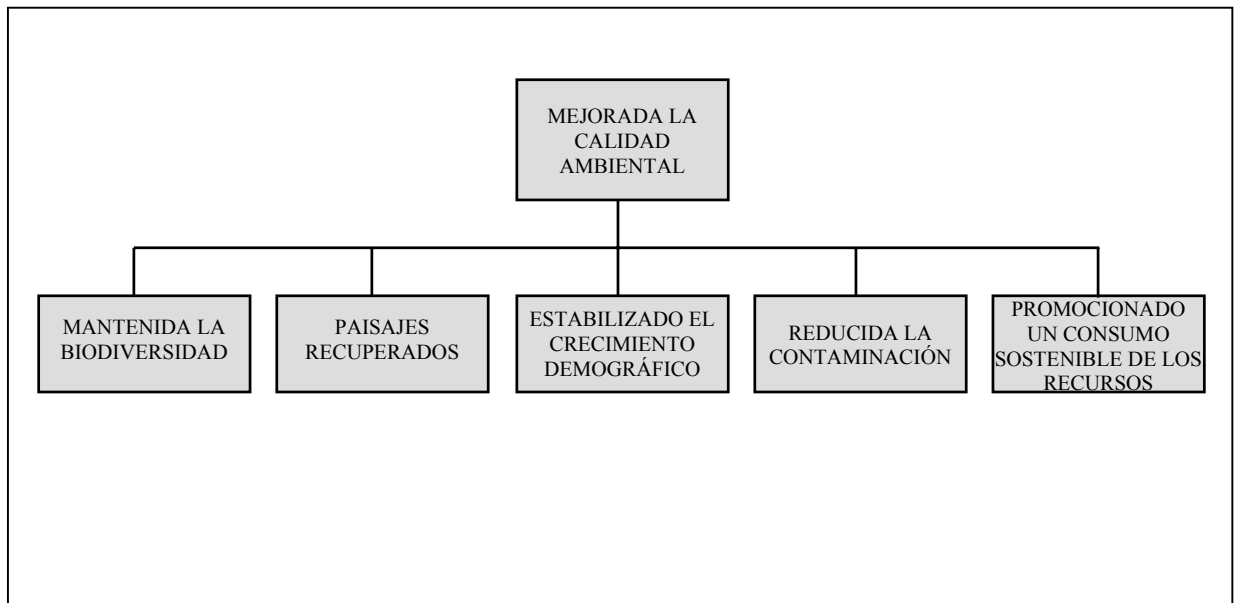 MEJORADA LA
CALIDAD
AMBIENTAL
MANTENIDA LA
BIODIVERSIDAD
PAISAJES
RECUPERADOS
ESTABILIZADO EL
CRECIMIENTO
DEMOGRÁFICO
REDUCIDA LA
CONTAMINACIÓN
PROMOCIONADO
UN CONSUMO
SOSTENIBLE DE LOS
RECURSOS